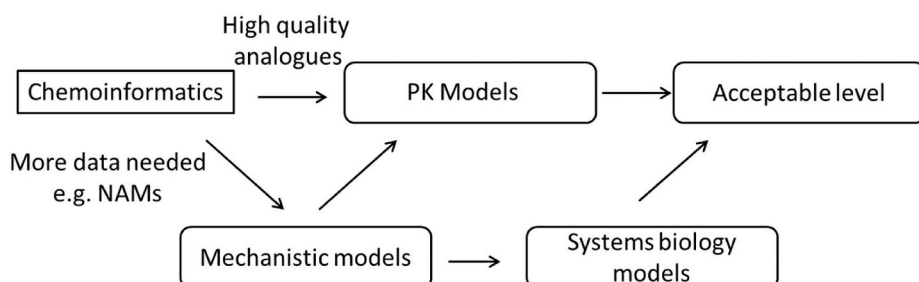 High quality
analogues
Chemoinformatics
PK Models
Acceptable level
More data needed
e.g. NAMs
Mechanistic models
Systems biology
models